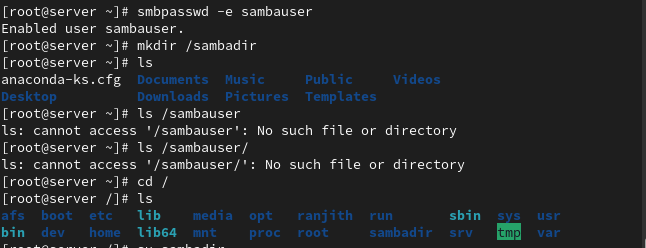 [root@server ~]# smbpasswd -e sambauser
Enabled user sambauser.
[root@server ~]# mkdir /sambadir
[root@server ~]# ls
anaconda-ks.cfg  Documents  Music     Public     Videos
Desktop          Downloads  Pictures  Templates
[root@server ~]# ls /sambauser
ls: cannot access '/sambauser': No such file or directory
[root@server ~]# ls /sambauser/
ls: cannot access '/sambauser/': No such file or directory
[root@server ~]# cd /
[root@server /]# ls
afs  boot  etc   lib    media  opt   ranjith  run       sbin  sys  usr
bin  dev   home  lib64  mnt    proc  root     sambadir  srv   tmp  var